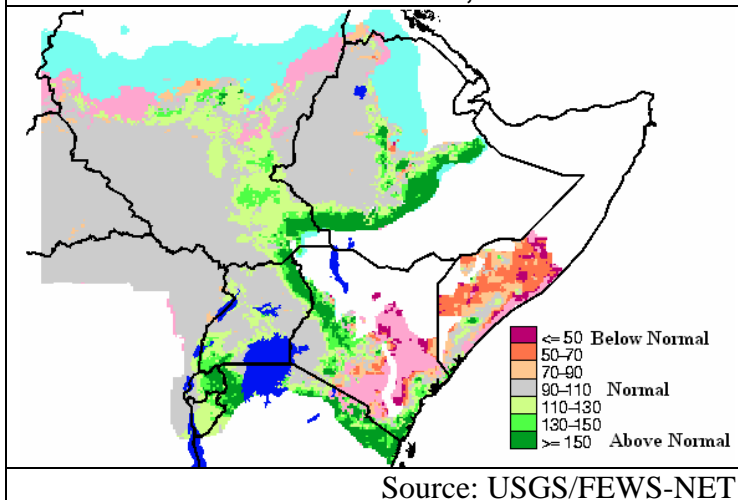 <= 50 Below Normal
50-70
70-90
90-110 Normal
110-130
130-150
>= 150 Above Normal
Source: USGS/FEWS-NET